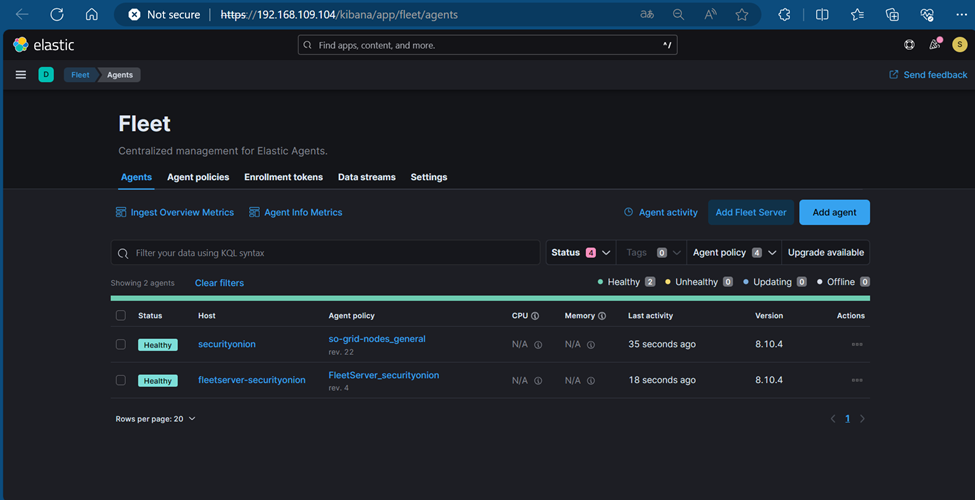 Not secure https://192.168.109.104/kibana/app/fleet/agents
elastic Find apps, content, and more. ^/ S
D Fleet Agents Send feedback
Fleet
Centralized management for Elastic Agents.
Agents Agent policies Enrollment tokens Data streams Settings
Ingest Overview Metrics Agent Info Metrics Agent activity Add Fleet Server Add agent
Filter your data using KQL syntax Status 4 Tags 0 Agent policy 4 Upgrade available
Showing 2 agents Clear filters Healthy 2 Unhealthy 0 Updating 0 Offline 0
Status Host Agent policy CPU Memory Last activity Version Actions
Healthy securityonion so-grid-nodes_general N/A N/A 35 seconds ago 8.10.4
rev. 22
Healthy fleetserver-securityonion FleetServer_securityonion N/A N/A 18 seconds ago 8.10.4
rev. 4
Rows per page: 20 1